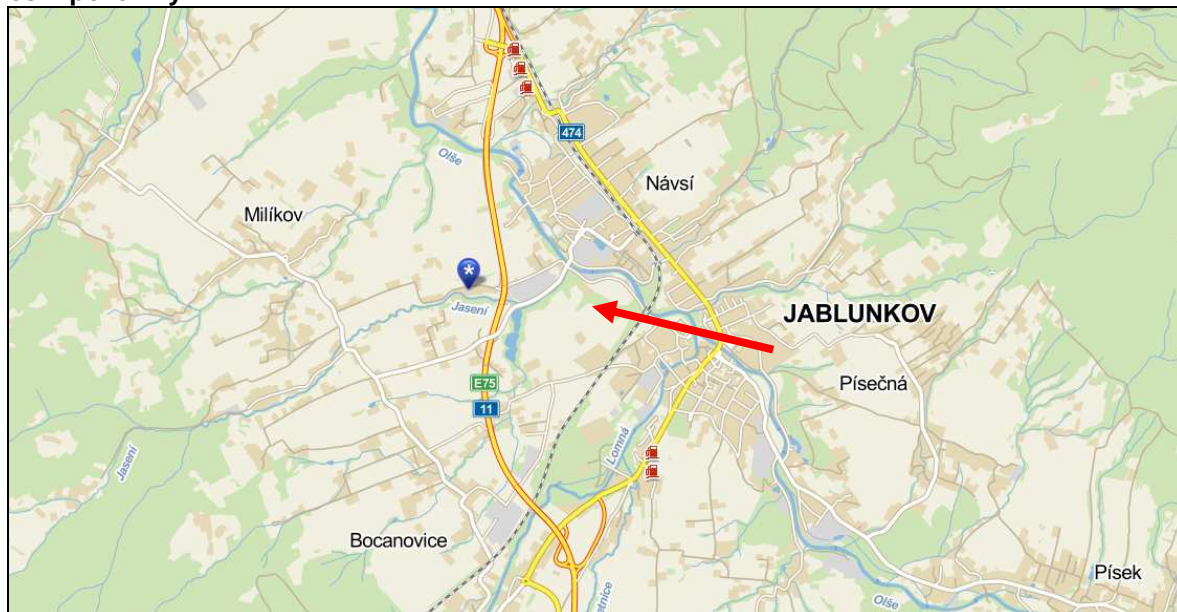 474
Olše
Návsí
Milíkov
Jasení
JABLUNKOV
E75
Písečná
11
Lomná
Jasení
Bocanovice
Písek
Olše